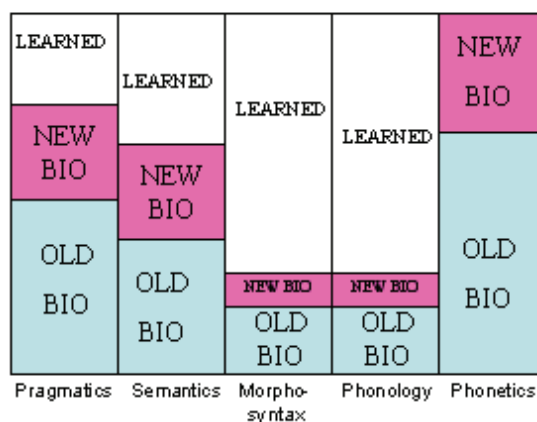 LEARNED
NEW
BIO
OLD
BIO
LEARNED
NEW
BIO
OLD
BIO
LEARNED
NEW BIO
OLD
BIO
LEARNED
NEW BIO
OLD
BIO
NEW
BIO
OLD
BIO
Pragmatics
Semantics
Morpho-
syntax
Phonology
Phonetics